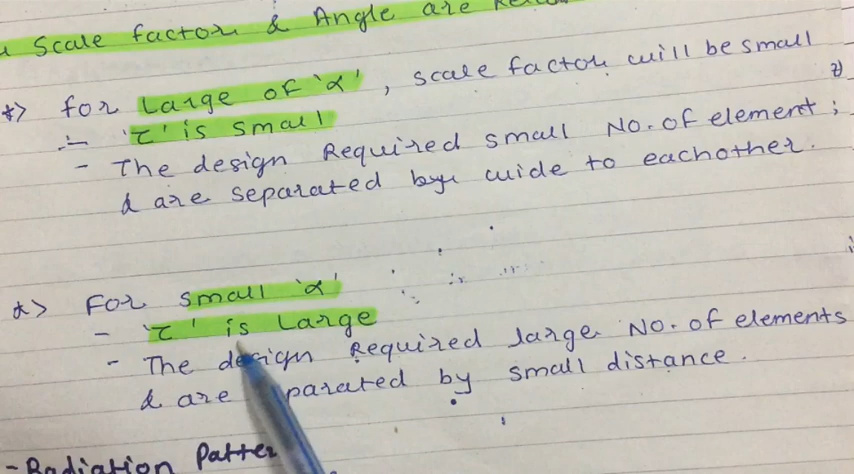 Scale factor & Angle are
*> for Large of 'α', scale factor will be small
∴ 'τ' is small
- The design Required small No. of element;
& are separated by wide to eachother.
*> For small 'α'
- 'τ' is Large
- The design Required large No. of elements
& are parated by small distance.
- Radiation Patter